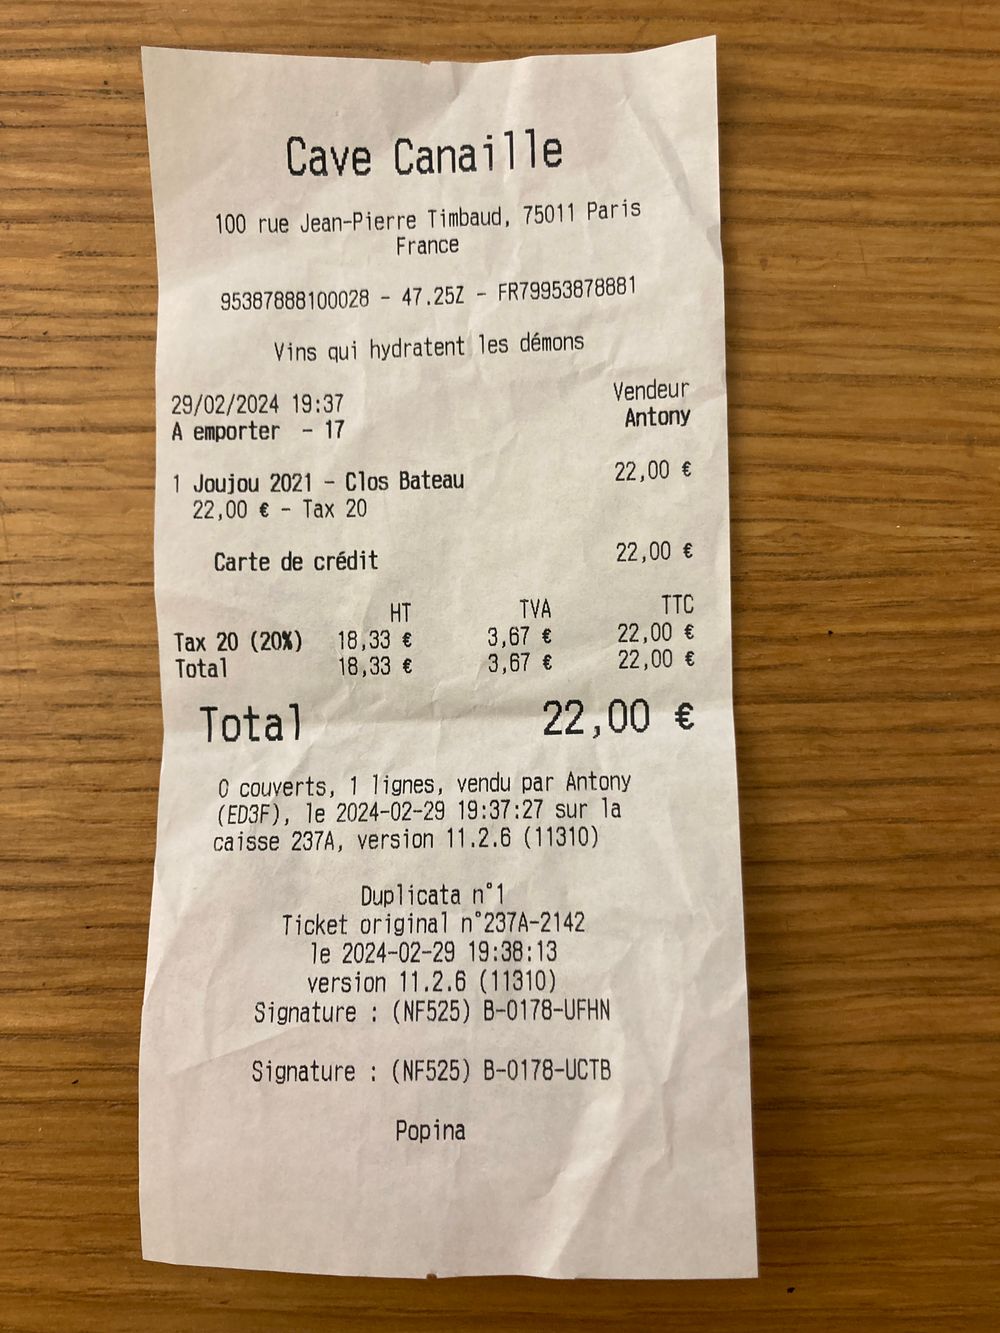 Cave Canaille
100 rue Jean-Pierre Timbaud, 75011 Paris
France
95387888100028 - 47.25Z - FR79953878881
Vins qui hydratent les démons
29/02/2024 19:37 Vendeur
A emporter - 17 Antony
1 Joujou 2021 - Clos Bateau 22,00 €
22,00 € - Tax 20
Carte de crédit 22,00 €
HT TVA TTC
Tax 20 (20%) 18,33 € 3,67 € 22,00 €
Total 18,33 € 3,67 € 22,00 €
Total 22,00 €
0 couverts, 1 lignes, vendu par Antony
(ED3F), le 2024-02-29 19:37:27 sur la
caisse 237A, version 11.2.6 (11310)
Duplicata n°1
Ticket original n°237A-2142
le 2024-02-29 19:38:13
version 11.2.6 (11310)
Signature : (NF525) B-0178-UFHN
Signature : (NF525) B-0178-UCTB
Popina